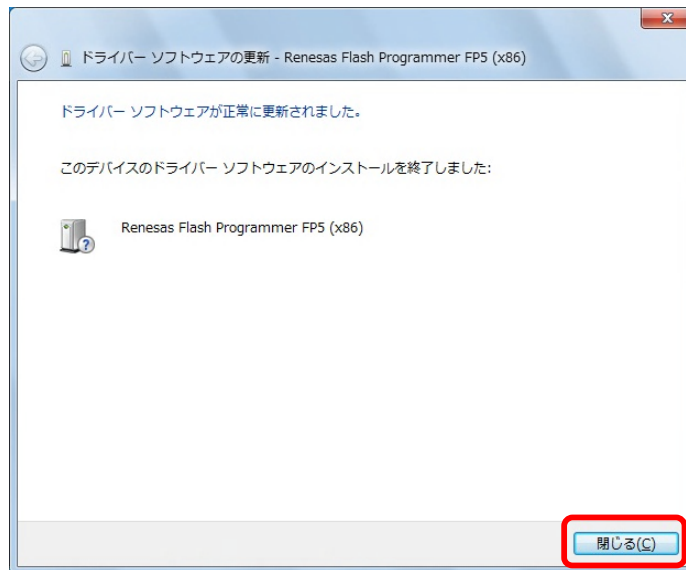 ドライバー ソフトウェアの更新 - Renesas Flash Programmer FP5 (x86)
ドライバー ソフトウェアが正常に更新されました。
このデバイスのドライバー ソフトウェアのインストールを終了しました:
Renesas Flash Programmer FP5 (x86)
閉じる(C)